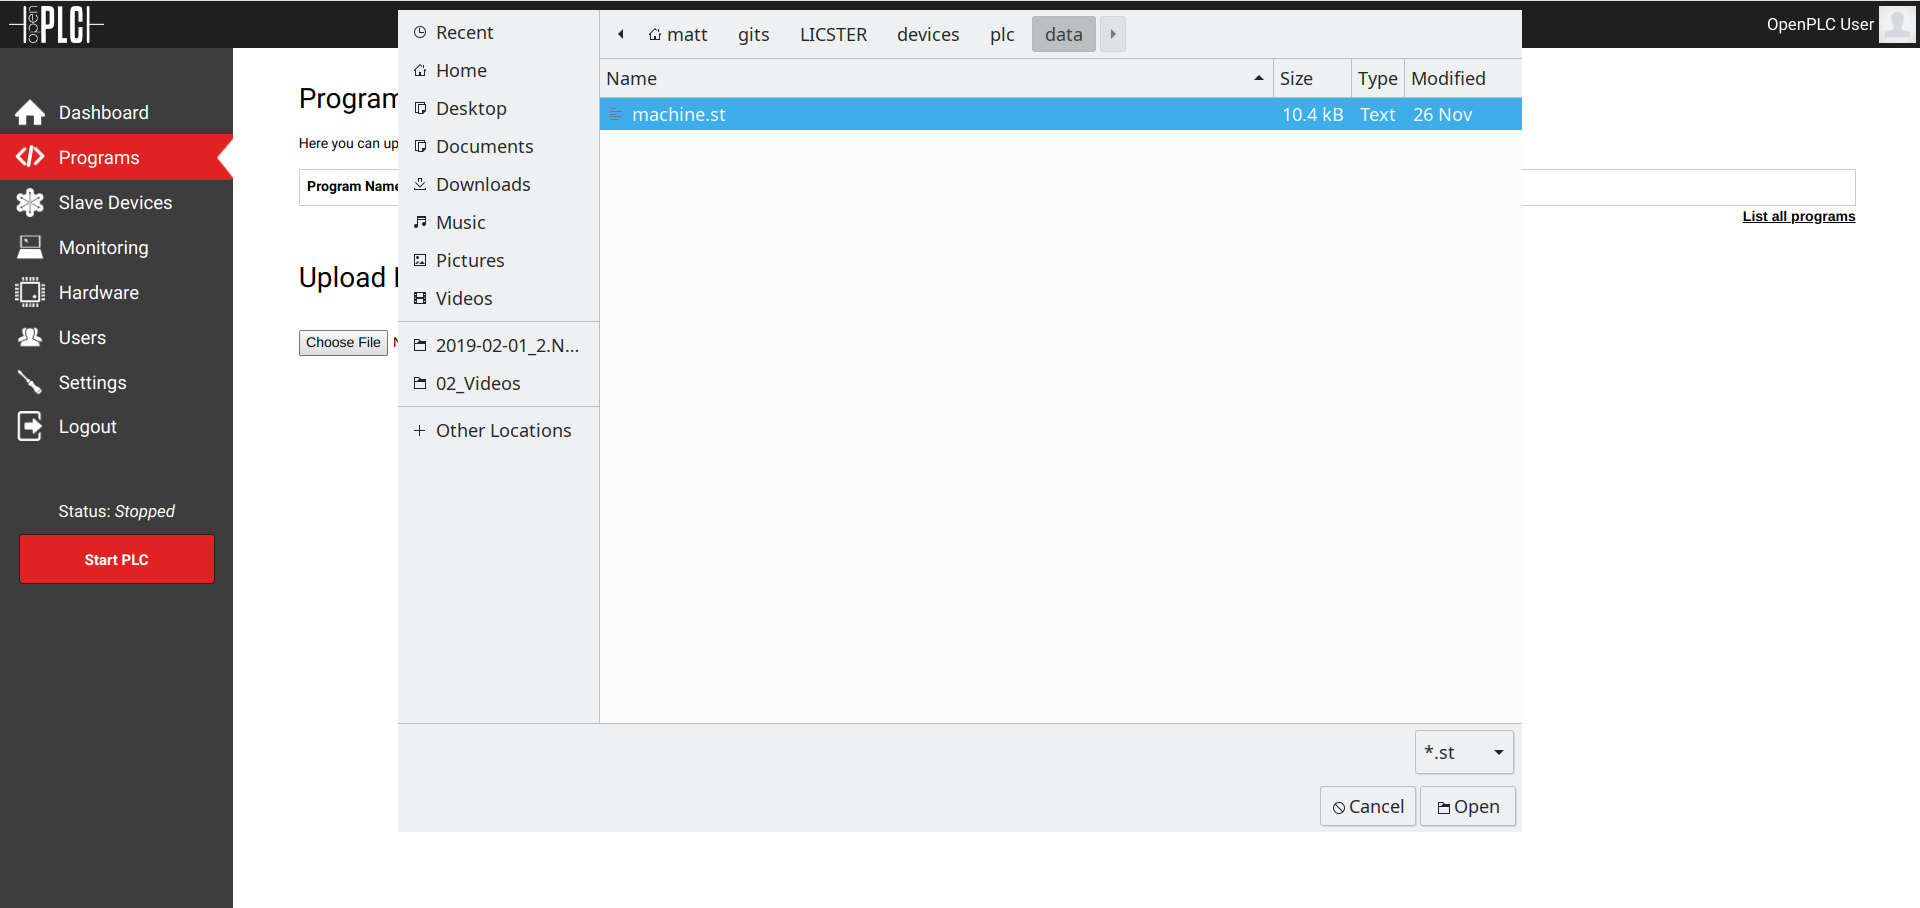 open PLC
OpenPLC User
Dashboard
Programs
Slave Devices
Monitoring
Hardware
Users
Settings
Logout
Status: Stopped
Start PLC
Program
Here you can up
Program Name
List all programs
Upload
Choose File
Recent
Home
Desktop
Documents
Downloads
Music
Pictures
Videos
2019-02-01_2.N...
02_Videos
+ Other Locations
matt gits LICSTER devices plc data
Name Size Type Modified
machine.st 10.4 kB Text 26 Nov
*.st
Cancel Open